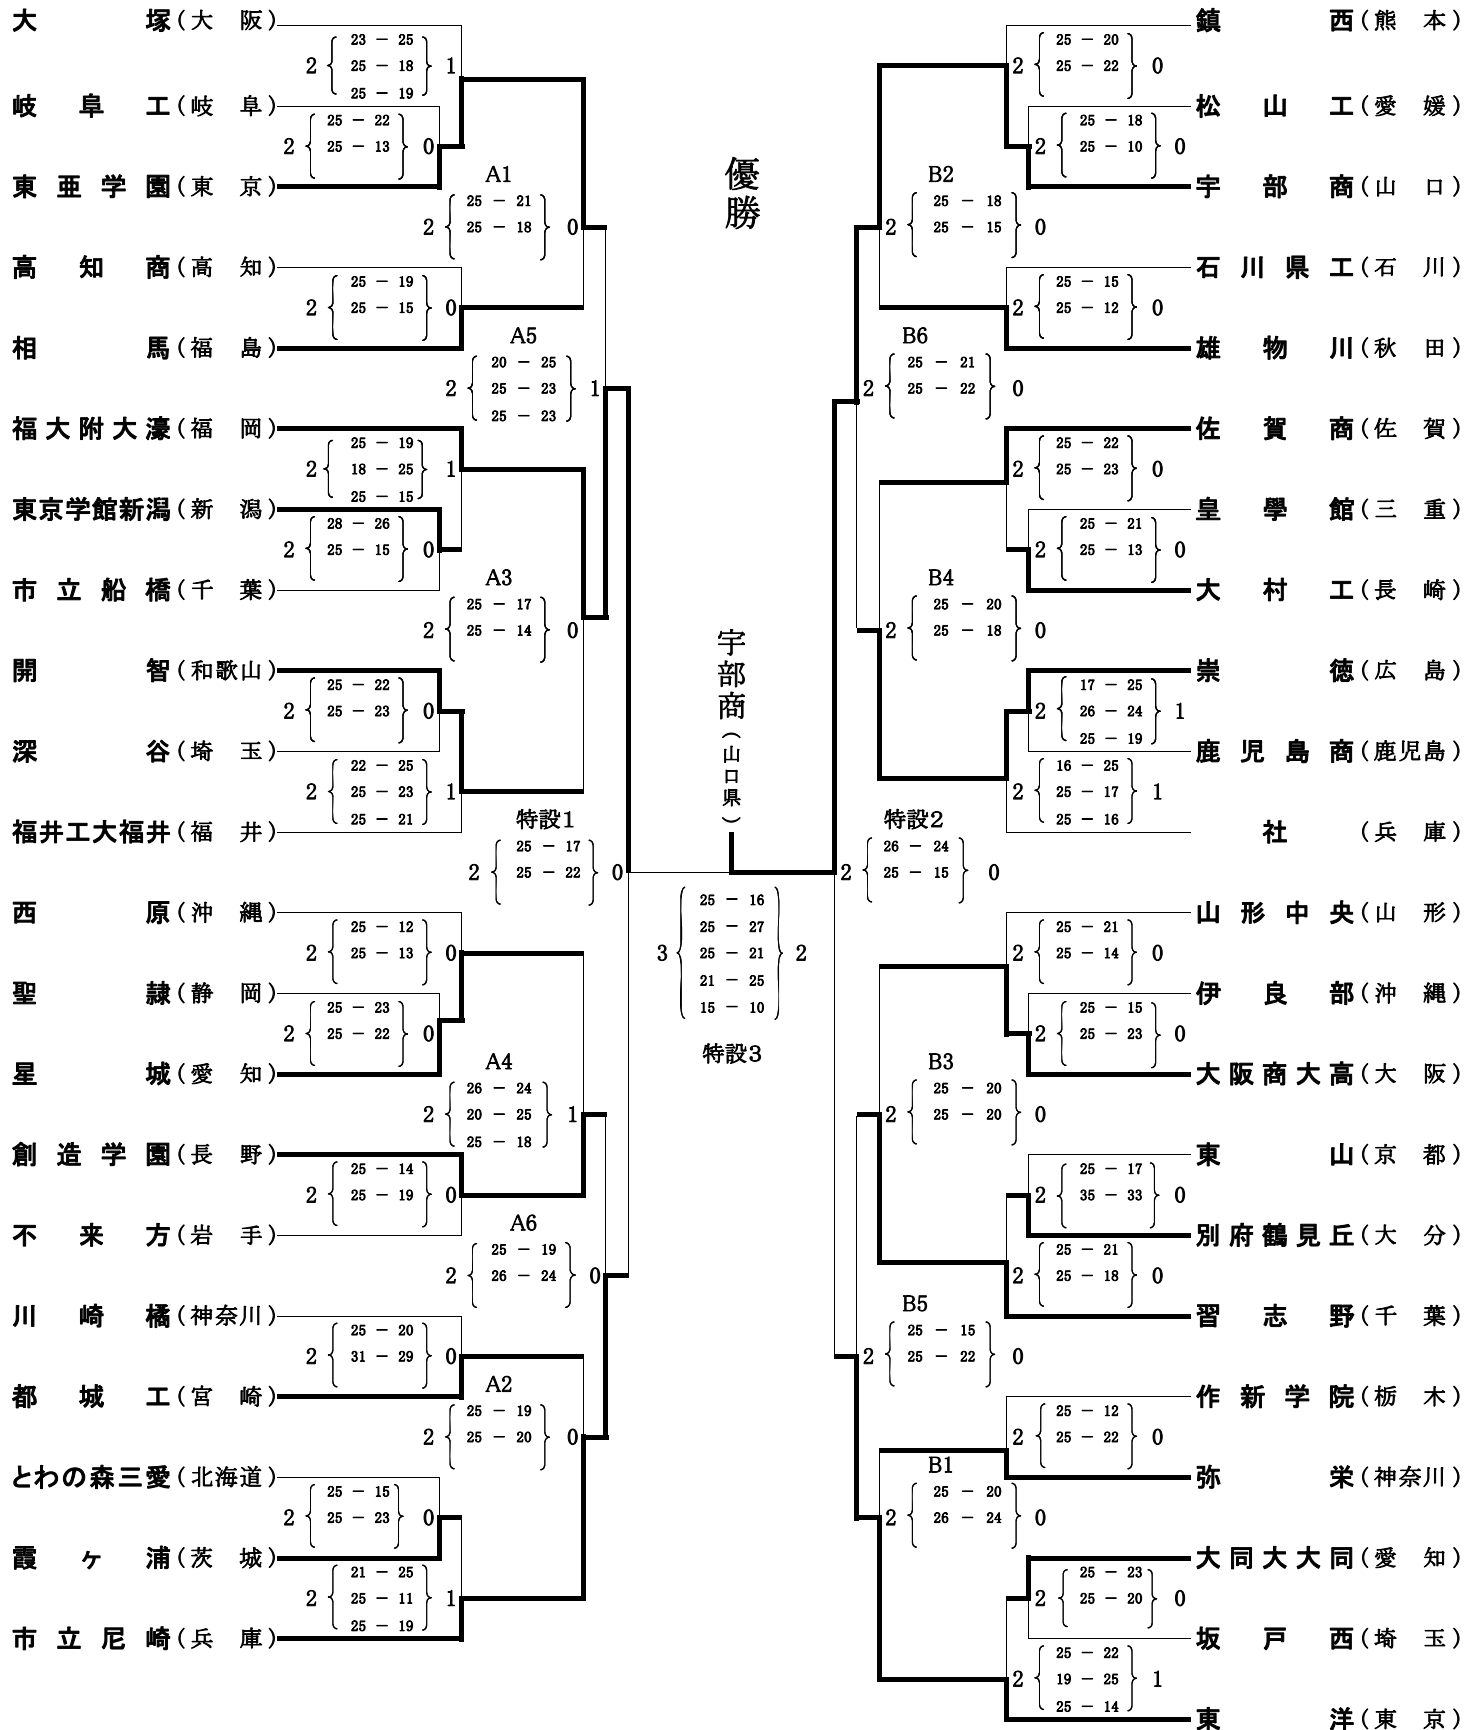 大塚（大阪）
2 23 － 25 1
25 － 18
25 － 19
岐阜工（岐阜）
2 25 － 22 0
25 － 13
東亜学園（東京）
A1
2 25 － 21 0
25 － 18
高知商（高知）
2 25 － 19 0
25 － 15
相馬（福島）
A5
2 20 － 25 1
25 － 23
25 － 23
福大附大濠（福岡）
2 25 － 19 1
18 － 25
25 － 15
東京学館新潟（新潟）
2 28 － 26 0
25 － 15
市立船橋（千葉）
A3
2 25 － 17 0
25 － 14
開智（和歌山）
2 25 － 22 0
25 － 23
深谷（埼玉）
2 22 － 25 1
25 － 23
25 － 21
福井工大福井（福井）
特設1
2 25 － 17 0
25 － 22
西原（沖縄）
2 25 － 12 0
25 － 13
聖隷（静岡）
2 25 － 23 0
25 － 22
星城（愛知）
A4
2 26 － 24 1
20 － 25
25 － 18
創造学園（長野）
2 25 － 14 0
25 － 19
不来方（岩手）
A6
2 25 － 19 0
26 － 24
川崎橘（神奈川）
2 25 － 20 0
31 － 29
都城工（宮崎）
A2
2 25 － 19 0
25 － 20
とわの森三愛（北海道）
2 25 － 15 0
25 － 23
霞ヶ浦（茨城）
2 21 － 25 1
25 － 11
25 － 19
市立尼崎（兵庫）
優勝
宇部商（山口県）
3 25 － 16 2
25 － 27
25 － 21
21 － 25
15 － 10
特設3
鎮西（熊本）
2 25 － 20 0
25 － 22
松山工（愛媛）
2 25 － 18 0
25 － 10
宇部商（山口）
B2
2 25 － 18 0
25 － 15
石川県工（石川）
2 25 － 15 0
25 － 12
雄物川（秋田）
B6
2 25 － 21 0
25 － 22
佐賀商（佐賀）
2 25 － 22 0
25 － 23
皇學館（三重）
2 25 － 21 0
25 － 13
大村工（長崎）
B4
2 25 － 20 0
25 － 18
崇徳（広島）
2 17 － 25 1
26 － 24
25 － 19
鹿児島商（鹿児島）
2 16 － 25 1
25 － 17
25 － 16
社（兵庫）
特設2
2 26 － 24 0
25 － 15
山形中央（山形）
2 25 － 21 0
25 － 14
伊良部（沖縄）
2 25 － 15 0
25 － 23
大阪商大高（大阪）
B3
2 25 － 20 0
25 － 20
東山（京都）
2 25 － 17 0
35 － 33
別府鶴見丘（大分）
2 25 － 21 0
25 － 18
習志野（千葉）
B5
2 25 － 15 0
25 － 22
作新学院（栃木）
2 25 － 12 0
25 － 22
弥栄（神奈川）
B1
2 25 － 20 0
26 － 24
大同大大同（愛知）
2 25 － 23 0
25 － 20
坂戸西（埼玉）
2 25 － 22 1
19 － 25
25 － 14
東洋（東京）